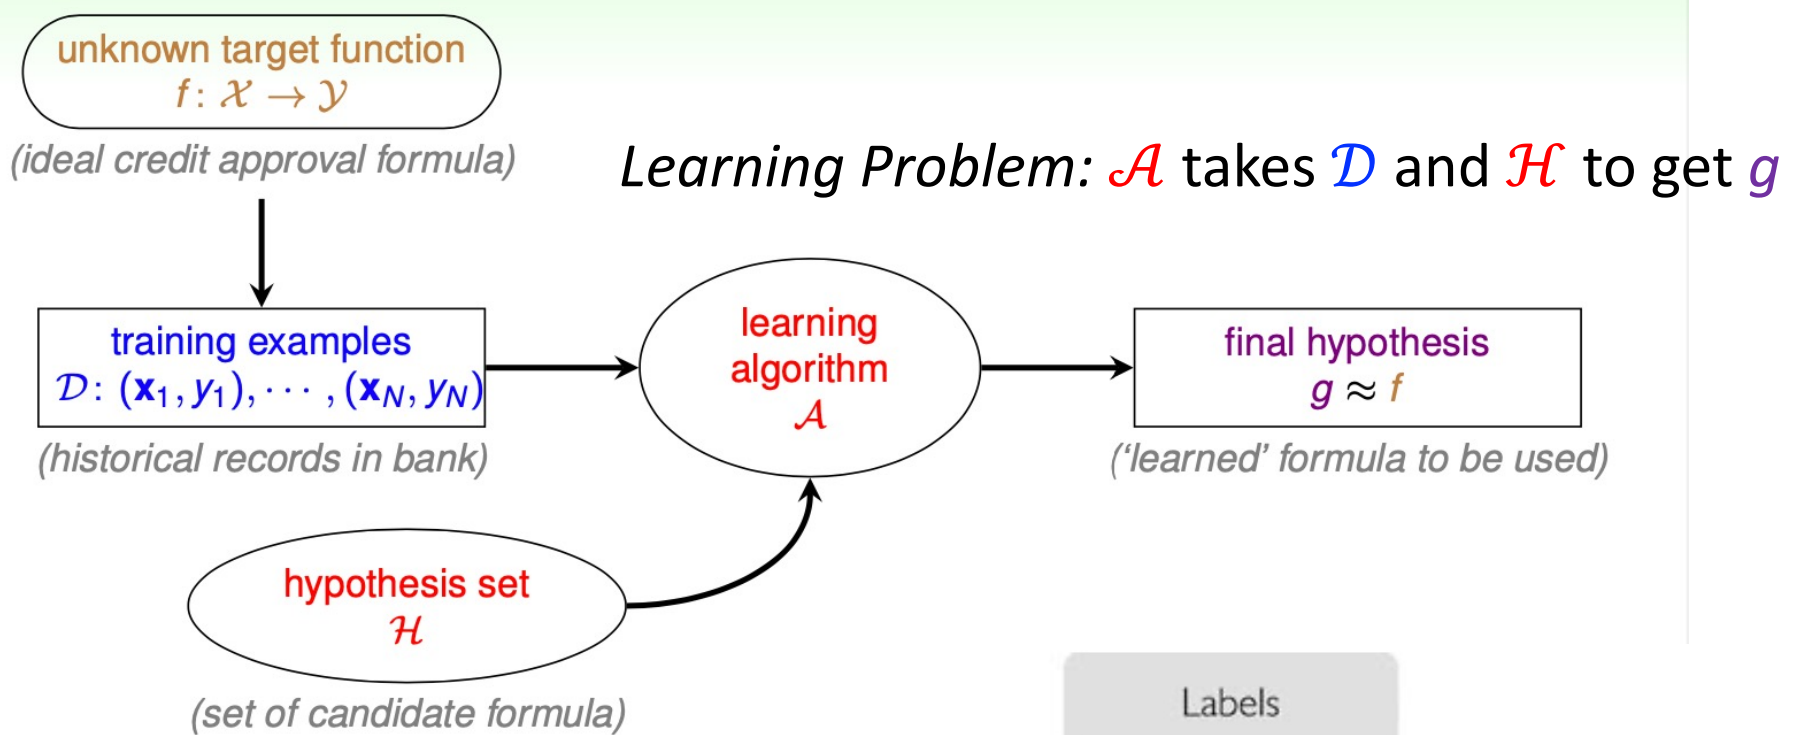 unknown target function
f: 𝒳 → 𝒴
(ideal credit approval formula)
Learning Problem: 𝒜 takes 𝒟 and ℋ to get g
training examples
𝒟: (x₁, y₁), ⋯ , (x_N, y_N)
(historical records in bank)
learning
algorithm
𝒜
final hypothesis
g ≈ f
(‘learned’ formula to be used)
hypothesis set
ℋ
(set of candidate formula)
Labels